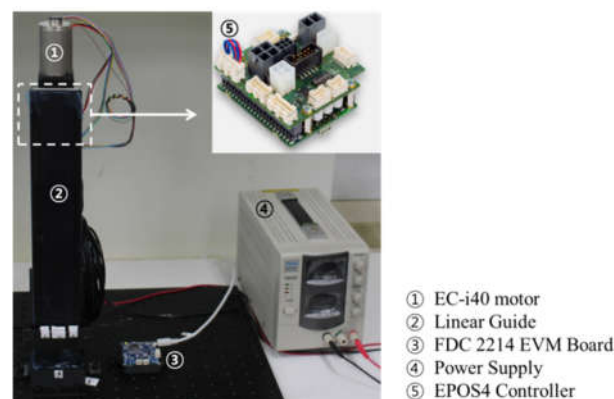 ①
⑤
②
④
③
① EC-i40 motor
② Linear Guide
③ FDC 2214 EVM Board
④ Power Supply
⑤ EPOS4 Controller